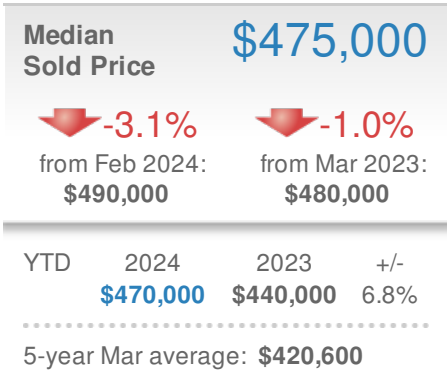 Median
Sold Price
$475,000
-3.1%
from Feb 2024:
$490,000
-1.0%
from Mar 2023:
$480,000
YTD 2024 2023 +/-
$470,000 $440,000 6.8%
5-year Mar average: $420,600